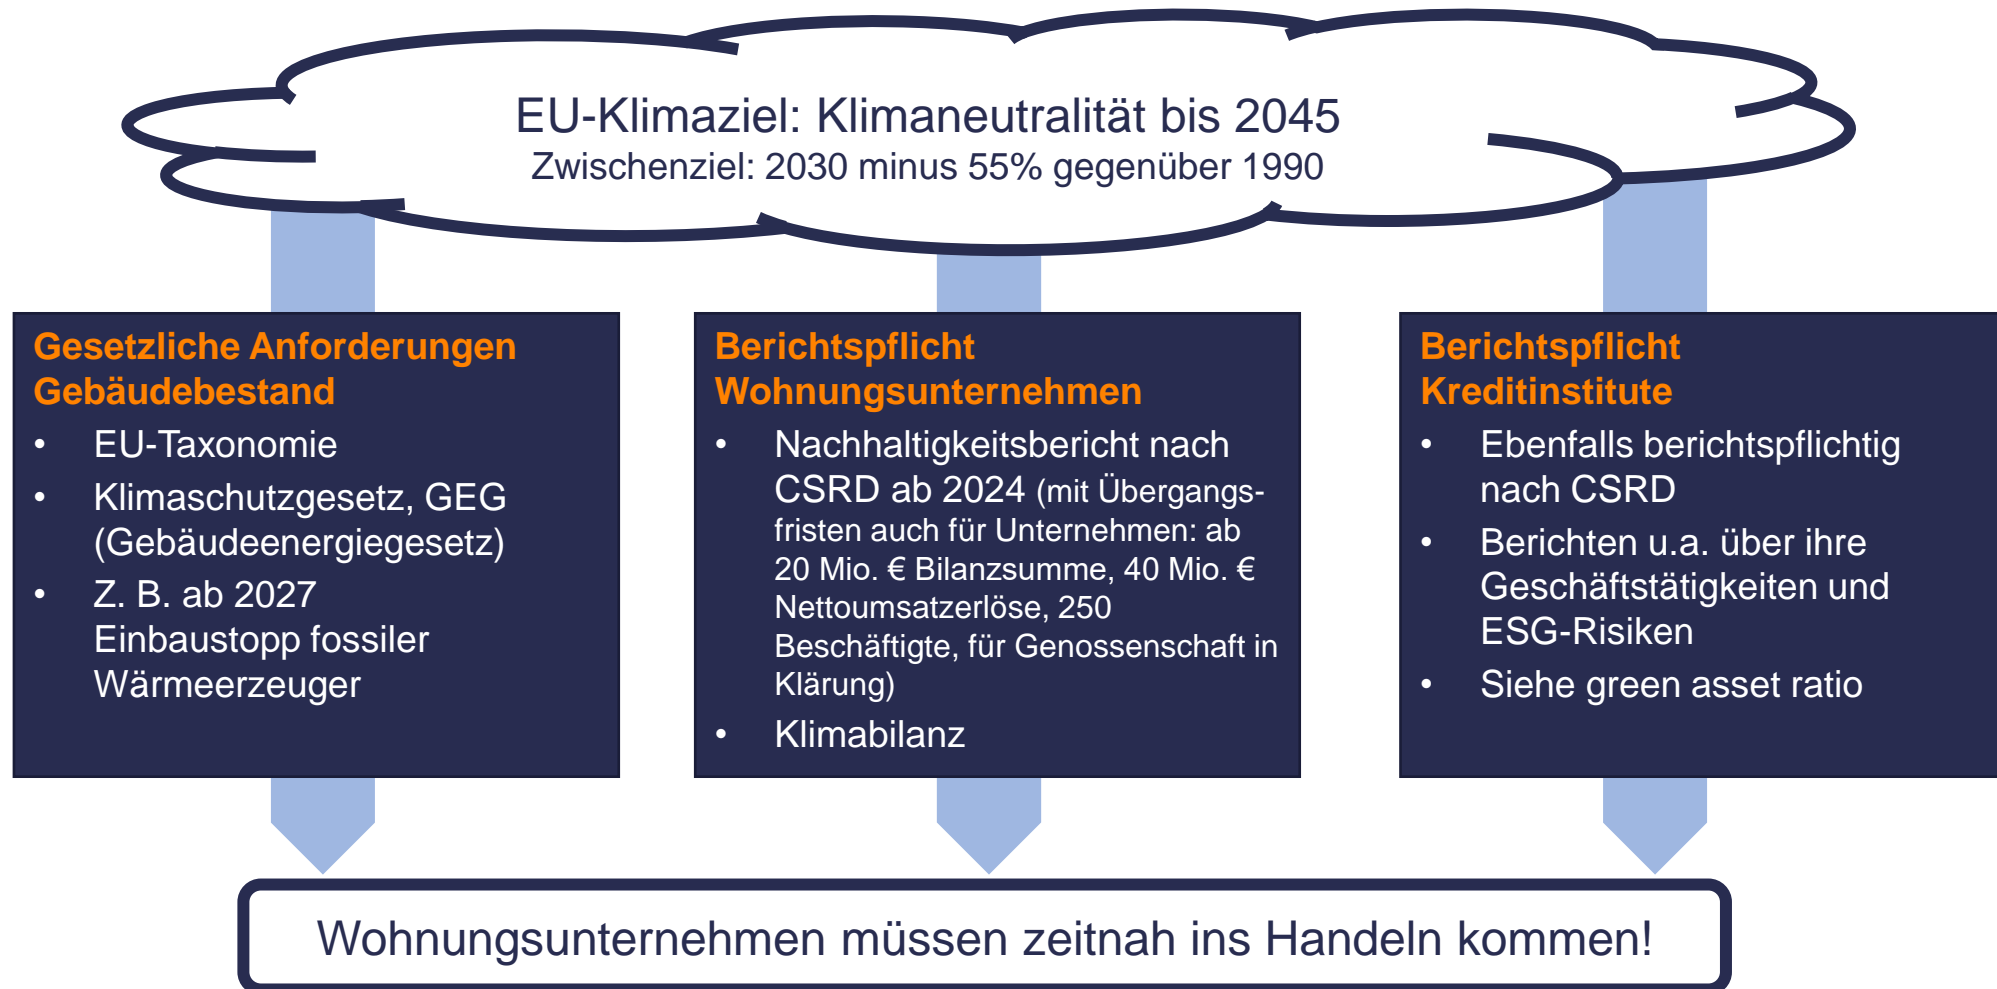 EU-Klimaziel: Klimaneutralität bis 2045
Zwischenziel: 2030 minus 55% gegenüber 1990
Gesetzliche Anforderungen
Gebäudebestand
• EU-Taxonomie
• Klimaschutzgesetz, GEG
(Gebäudeenergiegesetz)
• Z. B. ab 2027
Einbaustopp fossiler
Wärmeerzeuger
Berichtspflicht
Wohnungsunternehmen
• Nachhaltigkeitsbericht nach
CSRD ab 2024 (mit Übergangs-
fristen auch für Unternehmen: ab
20 Mio. € Bilanzsumme, 40 Mio. €
Nettoumsatzerlöse, 250
Beschäftigte, für Genossenschaft in
Klärung)
• Klimabilanz
Berichtspflicht
Kreditinstitute
• Ebenfalls berichtspflichtig
nach CSRD
• Berichten u.a. über ihre
Geschäftstätigkeiten und
ESG-Risiken
• Siehe green asset ratio
Wohnungsunternehmen müssen zeitnah ins Handeln kommen!